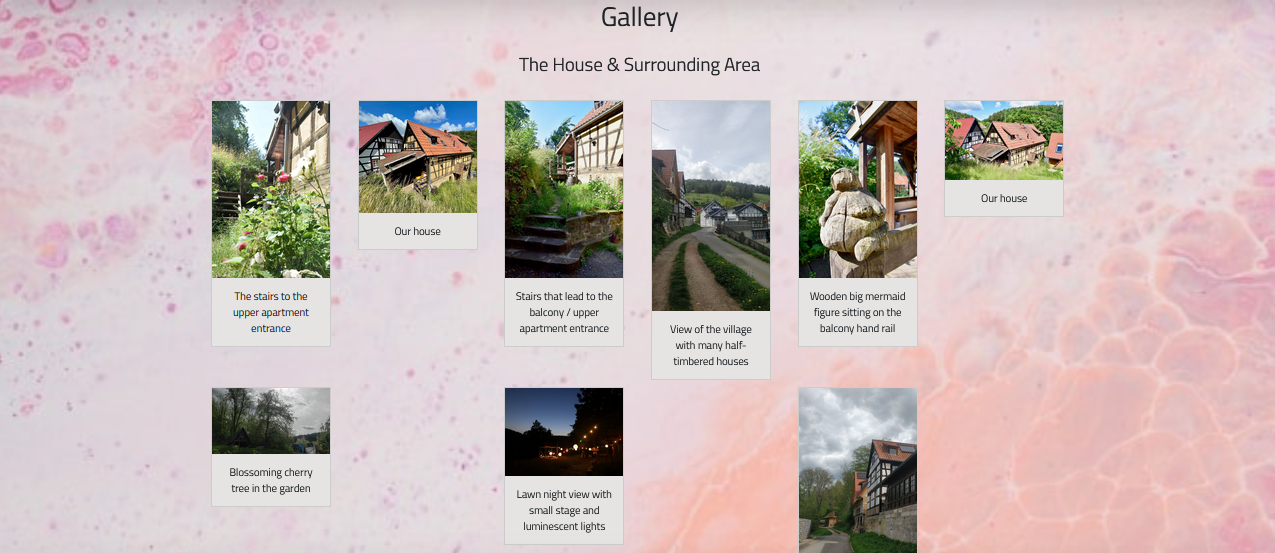 Gallery
The House & Surrounding Area
The stairs to the
upper apartment
entrance
Our house
Stairs that lead to the
balcony / upper
apartment entrance
View of the village
with many half-
timbered houses
Wooden big mermaid
figure sitting on the
balcony hand rail
Our house
Blossoming cherry
tree in the garden
Lawn night view with
small stage and
luminescent lights